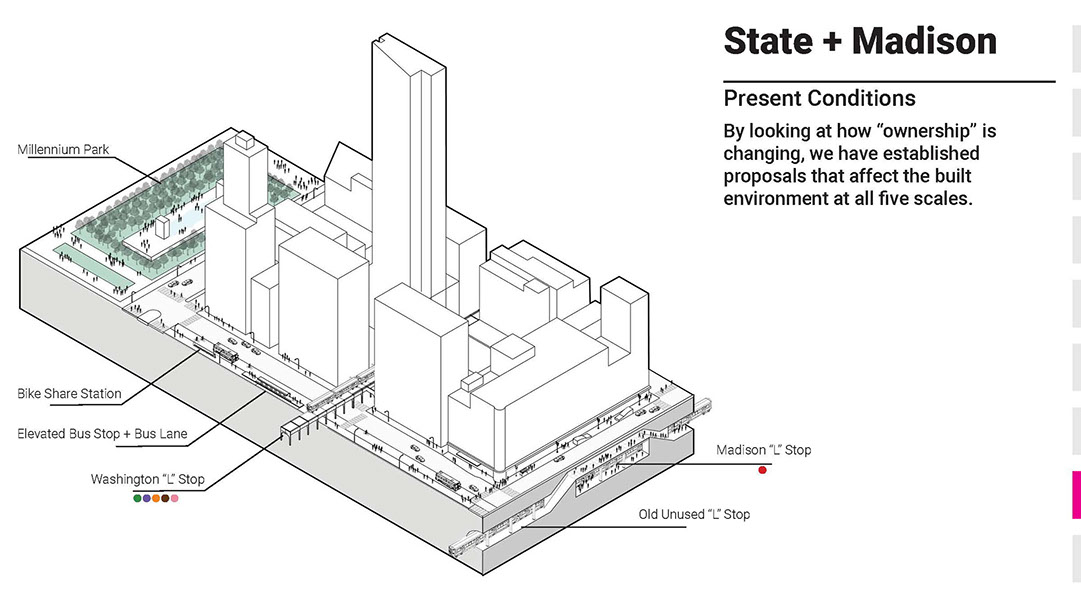 State + Madison
Present Conditions
By looking at how “ownership” is
changing, we have established
proposals that affect the built
environment at all five scales.
Millennium Park
Bike Share Station
Elevated Bus Stop + Bus Lane
Washington “L” Stop
Madison “L” Stop
Old Unused “L” Stop